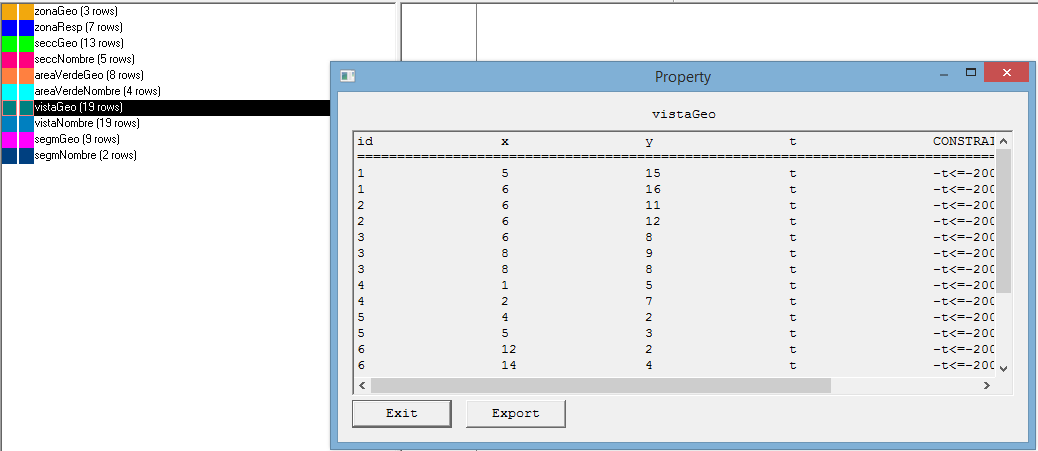 zonaGeo (3 rows)
zonaResp (7 rows)
seccGeo (13 rows)
seccNombre (5 rows)
areaVerdeGeo (8 rows)
areaVerdeNombre (4 rows)
vistaGeo (19 rows)
vistaNombre (19 rows)
segmGeo (9 rows)
segmNombre (2 rows)
Property
vistaGeo
id x y t CONSTRAI
1 5 15 t -t<=-200
1 6 16 t -t<=-200
2 6 11 t -t<=-200
2 6 12 t -t<=-200
3 6 8 t -t<=-200
3 8 9 t -t<=-200
3 8 8 t -t<=-200
4 1 5 t -t<=-200
4 2 7 t -t<=-200
5 4 2 t -t<=-200
5 5 3 t -t<=-200
6 12 2 t -t<=-200
6 14 4 t -t<=-200
Exit Export